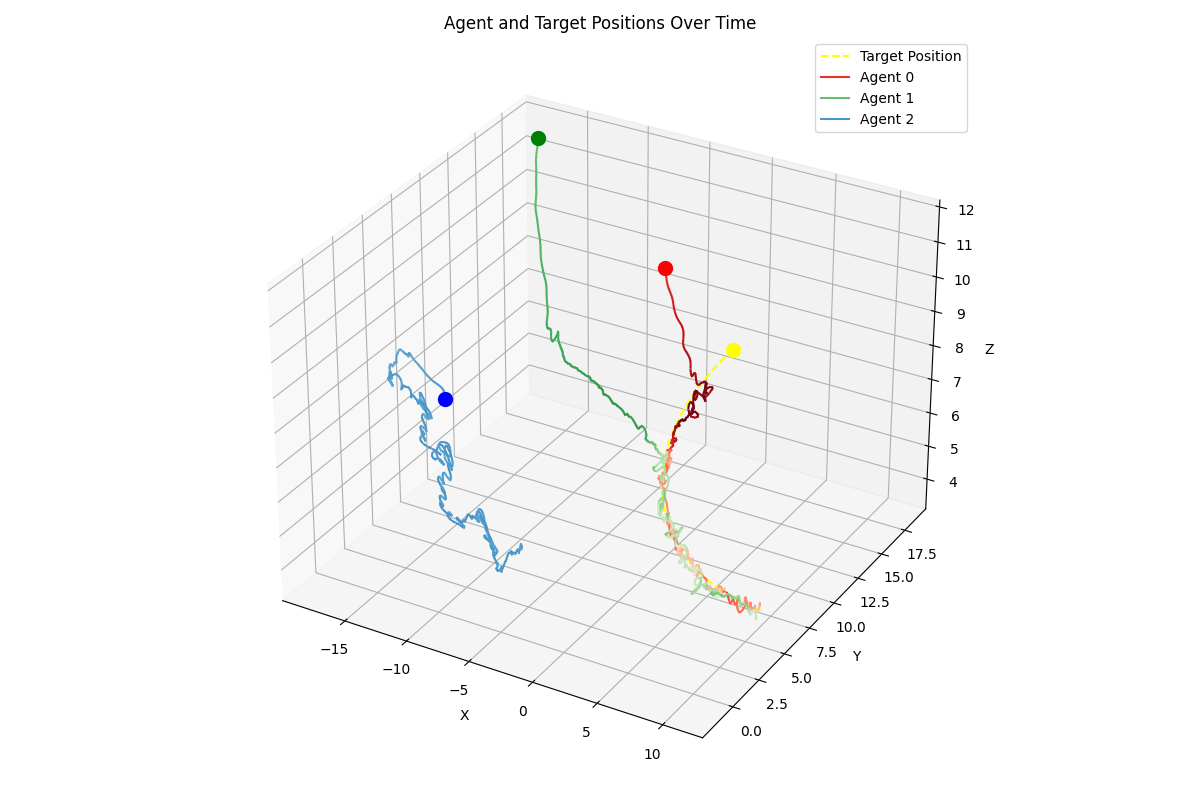 Agent and Target Positions Over Time
Target Position
Agent 0
Agent 1
Agent 2
12
11
10
9
8
7
6
5
4
Z
17.5
15.0
12.5
10.0
7.5
5.0
2.5
0.0
Y
−15
−10
−5
0
5
10
X